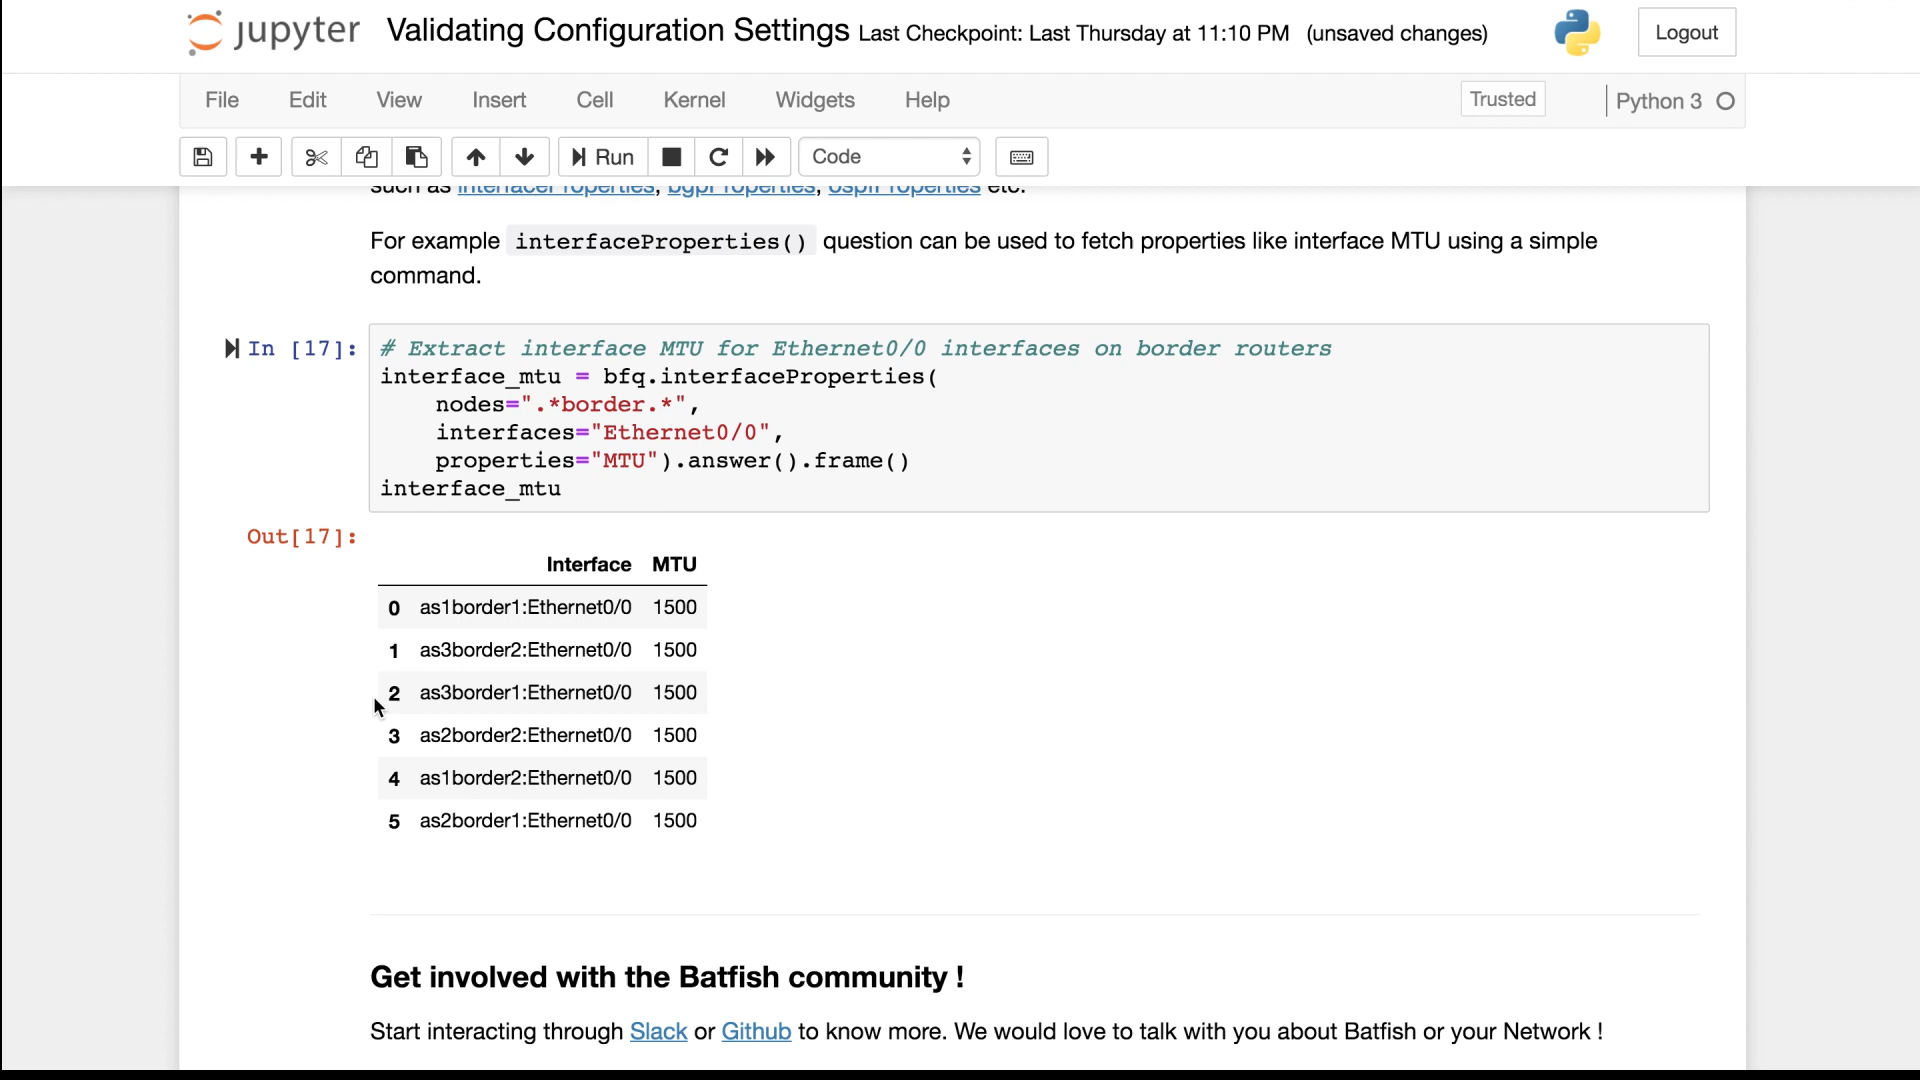 jupyter Validating Configuration Settings Last Checkpoint: Last Thursday at 11:10 PM (unsaved changes) Logout
File Edit View Insert Cell Kernel Widgets Help Trusted Python 3
Run Code
such as interfaceProperties, bgpProperties, ospfProperties etc.
For example interfaceProperties() question can be used to fetch properties like interface MTU using a simple
command.
In [17]: # Extract interface MTU for Ethernet0/0 interfaces on border routers
interface_mtu = bfq.interfaceProperties(
nodes=".*border.*",
interfaces="Ethernet0/0",
properties="MTU").answer().frame()
interface_mtu
Out[17]:
Interface MTU
0 as1border1:Ethernet0/0 1500
1 as3border2:Ethernet0/0 1500
2 as3border1:Ethernet0/0 1500
3 as2border2:Ethernet0/0 1500
4 as1border2:Ethernet0/0 1500
5 as2border1:Ethernet0/0 1500
Get involved with the Batfish community !
Start interacting through Slack or Github to know more. We would love to talk with you about Batfish or your Network !